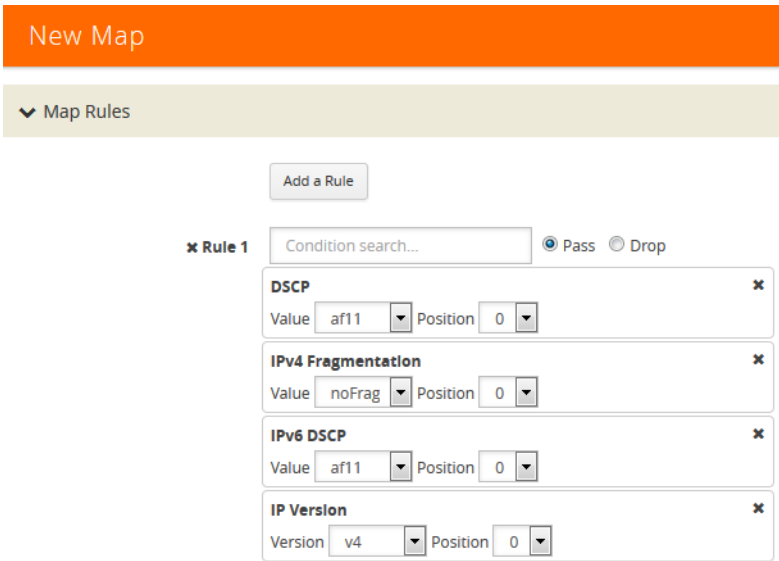 New Map
Map Rules
Add a Rule
Rule 1 Condition search... Pass Drop
DSCP
Value af11 Position 0
IPv4 Fragmentation
Value noFrag Position 0
IPv6 DSCP
Value af11 Position 0
IP Version
Version v4 Position 0